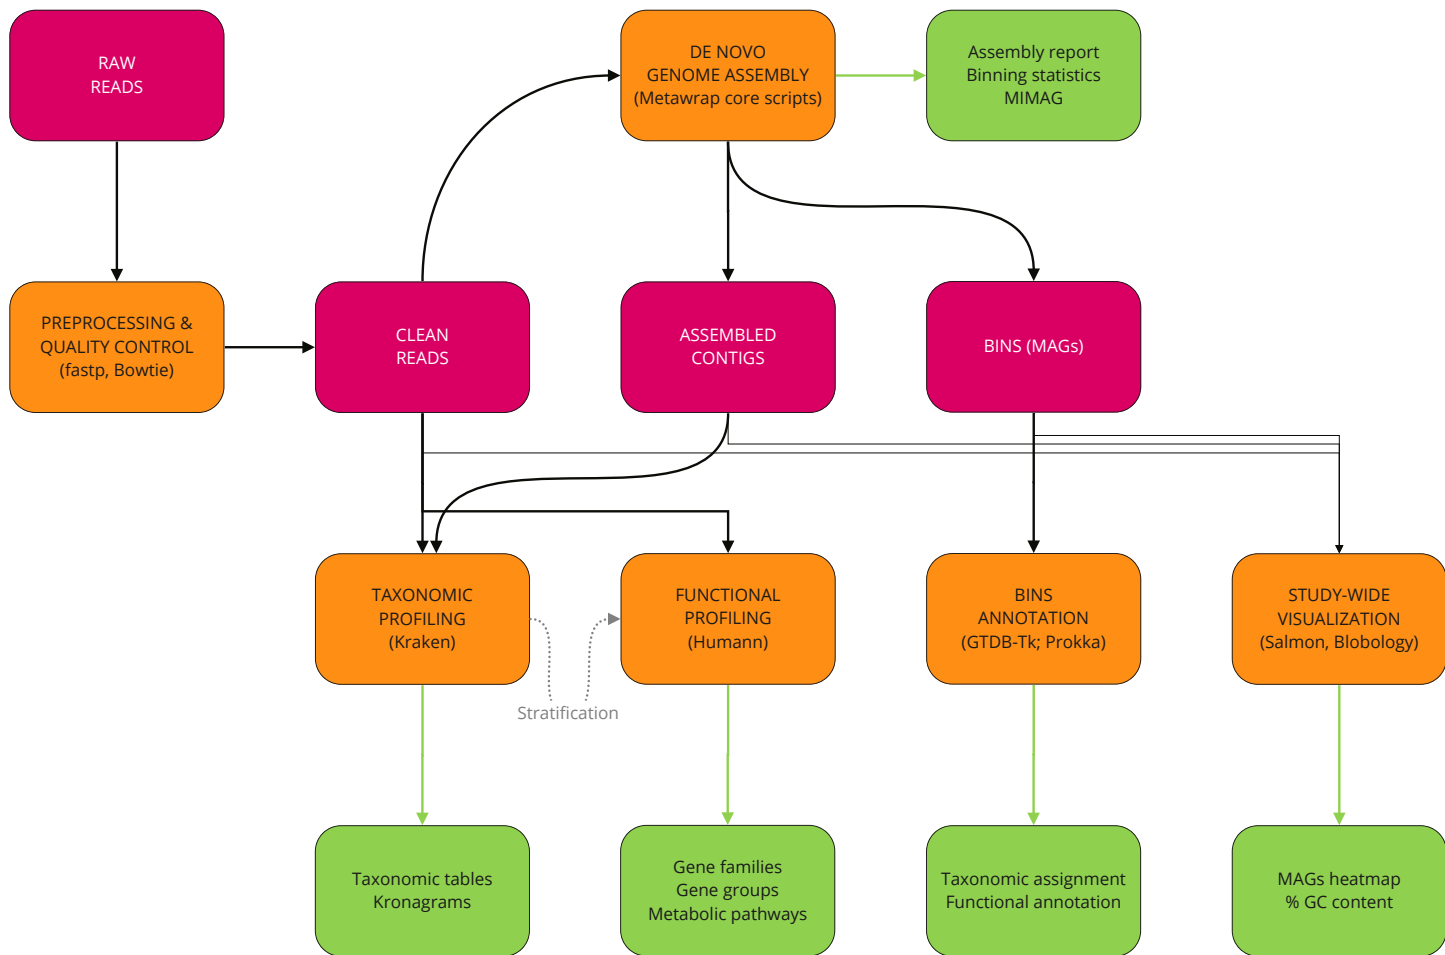 RAW
READS
DE NOVO
GENOME ASSEMBLY
(Metawrap core scripts)
Assembly report
Binning statistics
MIMAG
PREPROCESSING &
QUALITY CONTROL
(fastp, Bowtie)
CLEAN
READS
ASSEMBLED
CONTIGS
BINS (MAGs)
TAXONOMIC
PROFILING
(Kraken)
FUNCTIONAL
PROFILING
(Humann)
BINS
ANNOTATION
(GTDB-Tk; Prokka)
STUDY-WIDE
VISUALIZATION
(Salmon, Blobology)
Stratification
Taxonomic tables
Kronagrams
Gene families
Gene groups
Metabolic pathways
Taxonomic assignment
Functional annotation
MAGs heatmap
% GC content